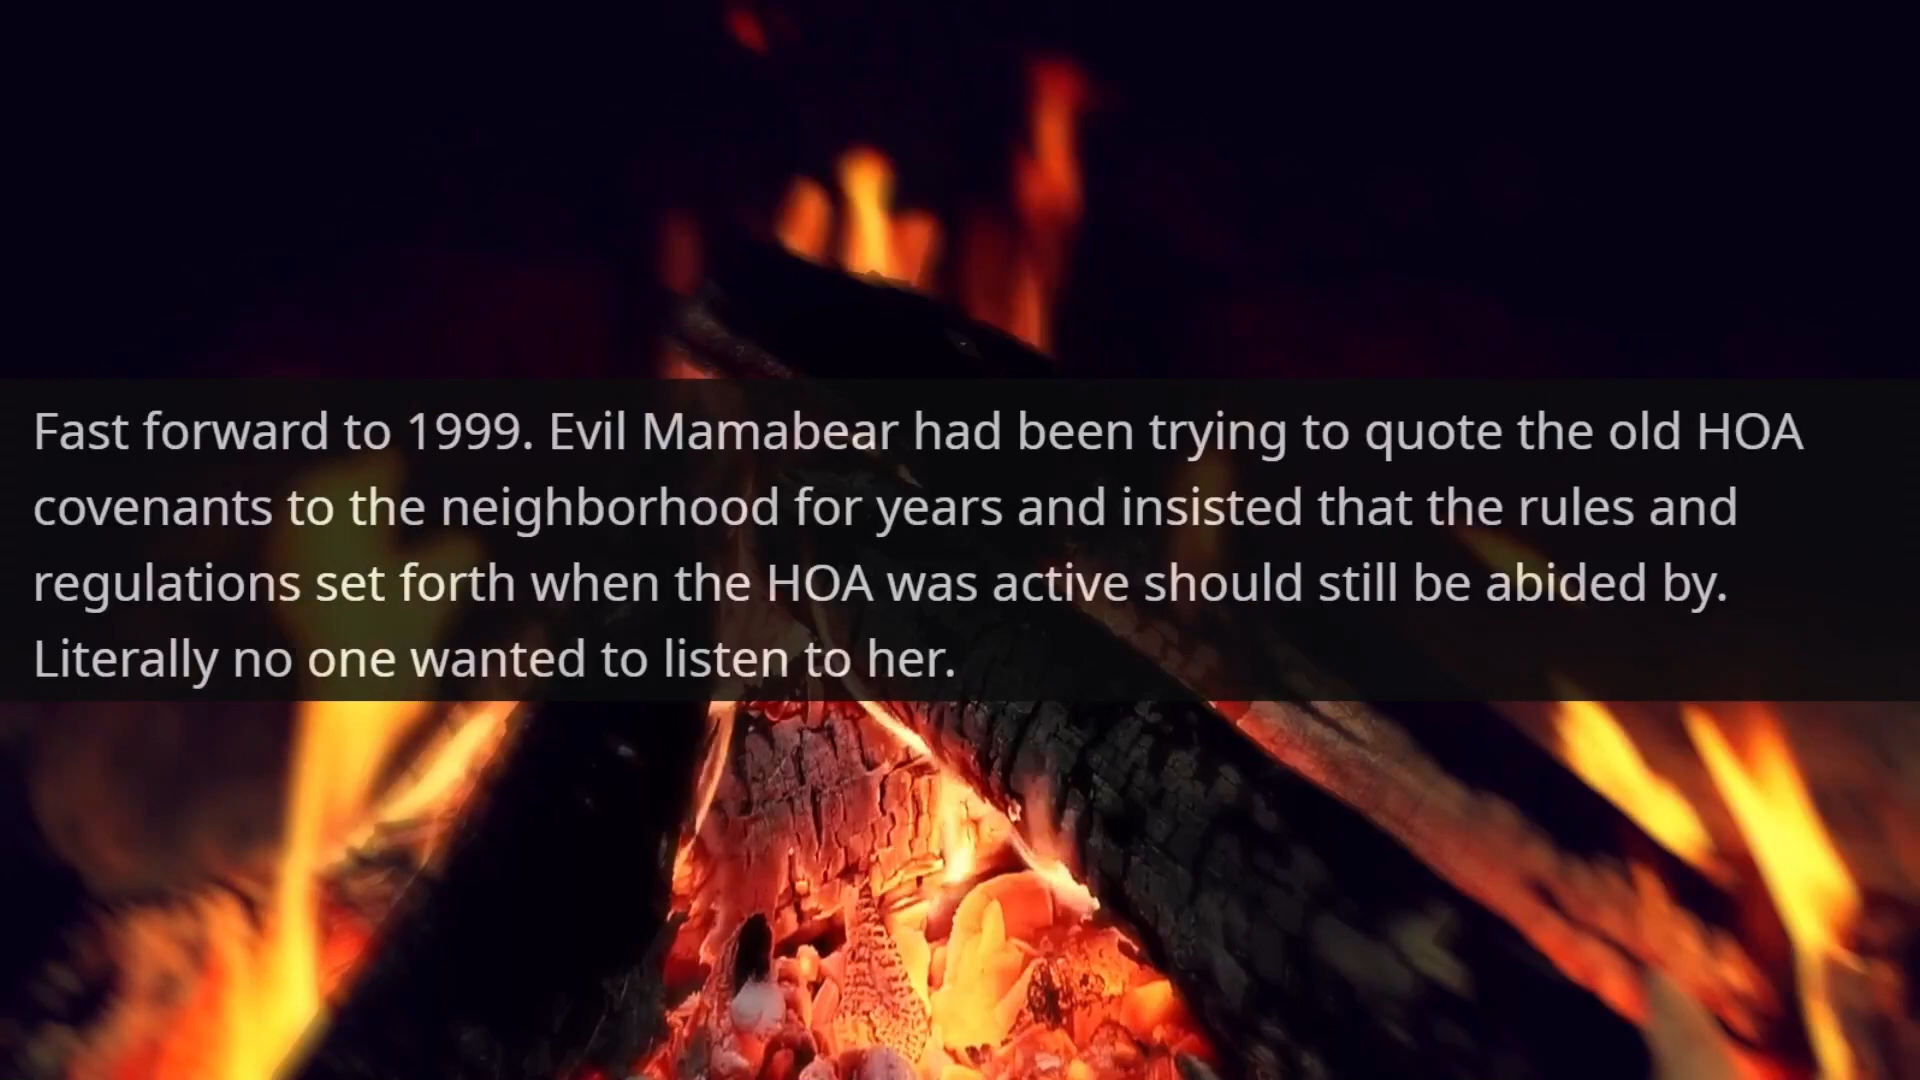 Fast forward to 1999. Evil Mamabear had been trying to quote the old HOA
covenants to the neighborhood for years and insisted that the rules and
regulations set forth when the HOA was active should still be abided by.
Literally no one wanted to listen to her.